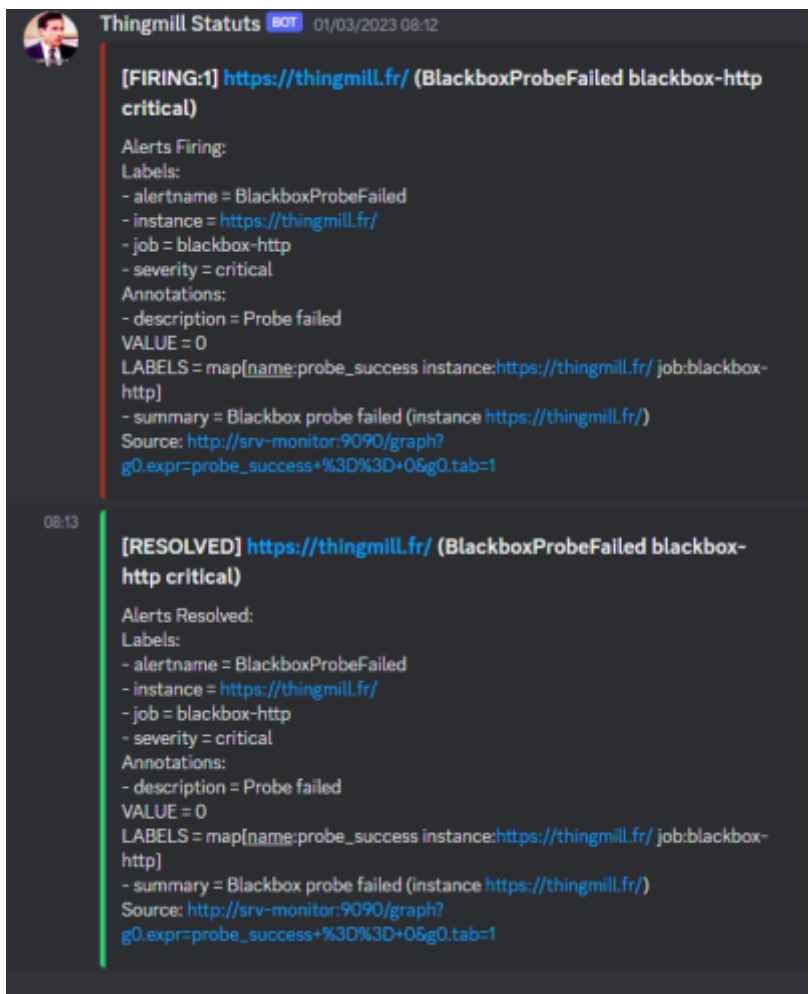 Thingmill Statuts BOT 01/03/2023 08:12
[FIRING:1] https://thingmill.fr/ (BlackboxProbeFailed blackbox-http
critical)
Alerts Firing:
Labels:
- alertname = BlackboxProbeFailed
- instance = https://thingmill.fr/
- job = blackbox-http
- severity = critical
Annotations:
- description = Probe failed
VALUE = 0
LABELS = map[name:probe_success instance:https://thingmill.fr/ job:blackbox-
http]
- summary = Blackbox probe failed (instance https://thingmill.fr/)
Source: http://srv-monitor:9090/graph?
g0.expr=probe_success+%3D%3D+0&g0.tab=1
08:13
[RESOLVED] https://thingmill.fr/ (BlackboxProbeFailed blackbox-
http critical)
Alerts Resolved:
Labels:
- alertname = BlackboxProbeFailed
- instance = https://thingmill.fr/
- job = blackbox-http
- severity = critical
Annotations:
- description = Probe failed
VALUE = 0
LABELS = map[name:probe_success instance:https://thingmill.fr/ job:blackbox-
http]
- summary = Blackbox probe failed (instance https://thingmill.fr/)
Source: http://srv-monitor:9090/graph?
g0.expr=probe_success+%3D%3D+0&g0.tab=1